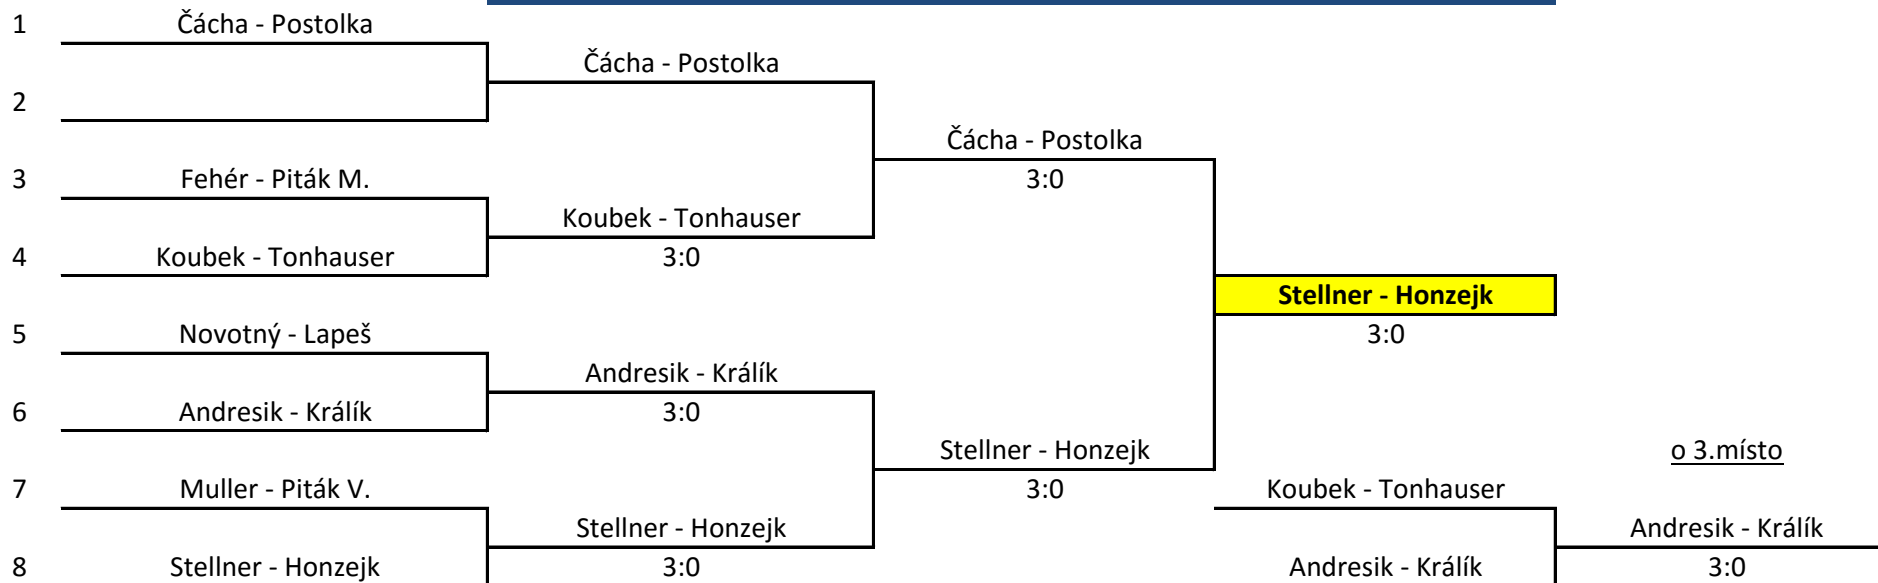 1 Čácha - Postolka
Čácha - Postolka
2
Čácha - Postolka
3 Fehér - Piták M. 3:0
Koubek - Tonhauser
4 Koubek - Tonhauser 3:0
Stellner - Honzejk
5 Novotný - Lapeš 3:0
Andresik - Králík
6 Andresik - Králík 3:0
Stellner - Honzejk o 3.místo
7 Muller - Piták V. 3:0 Koubek - Tonhauser
Stellner - Honzejk Andresik - Králík
8 Stellner - Honzejk 3:0 Andresik - Králík 3:0